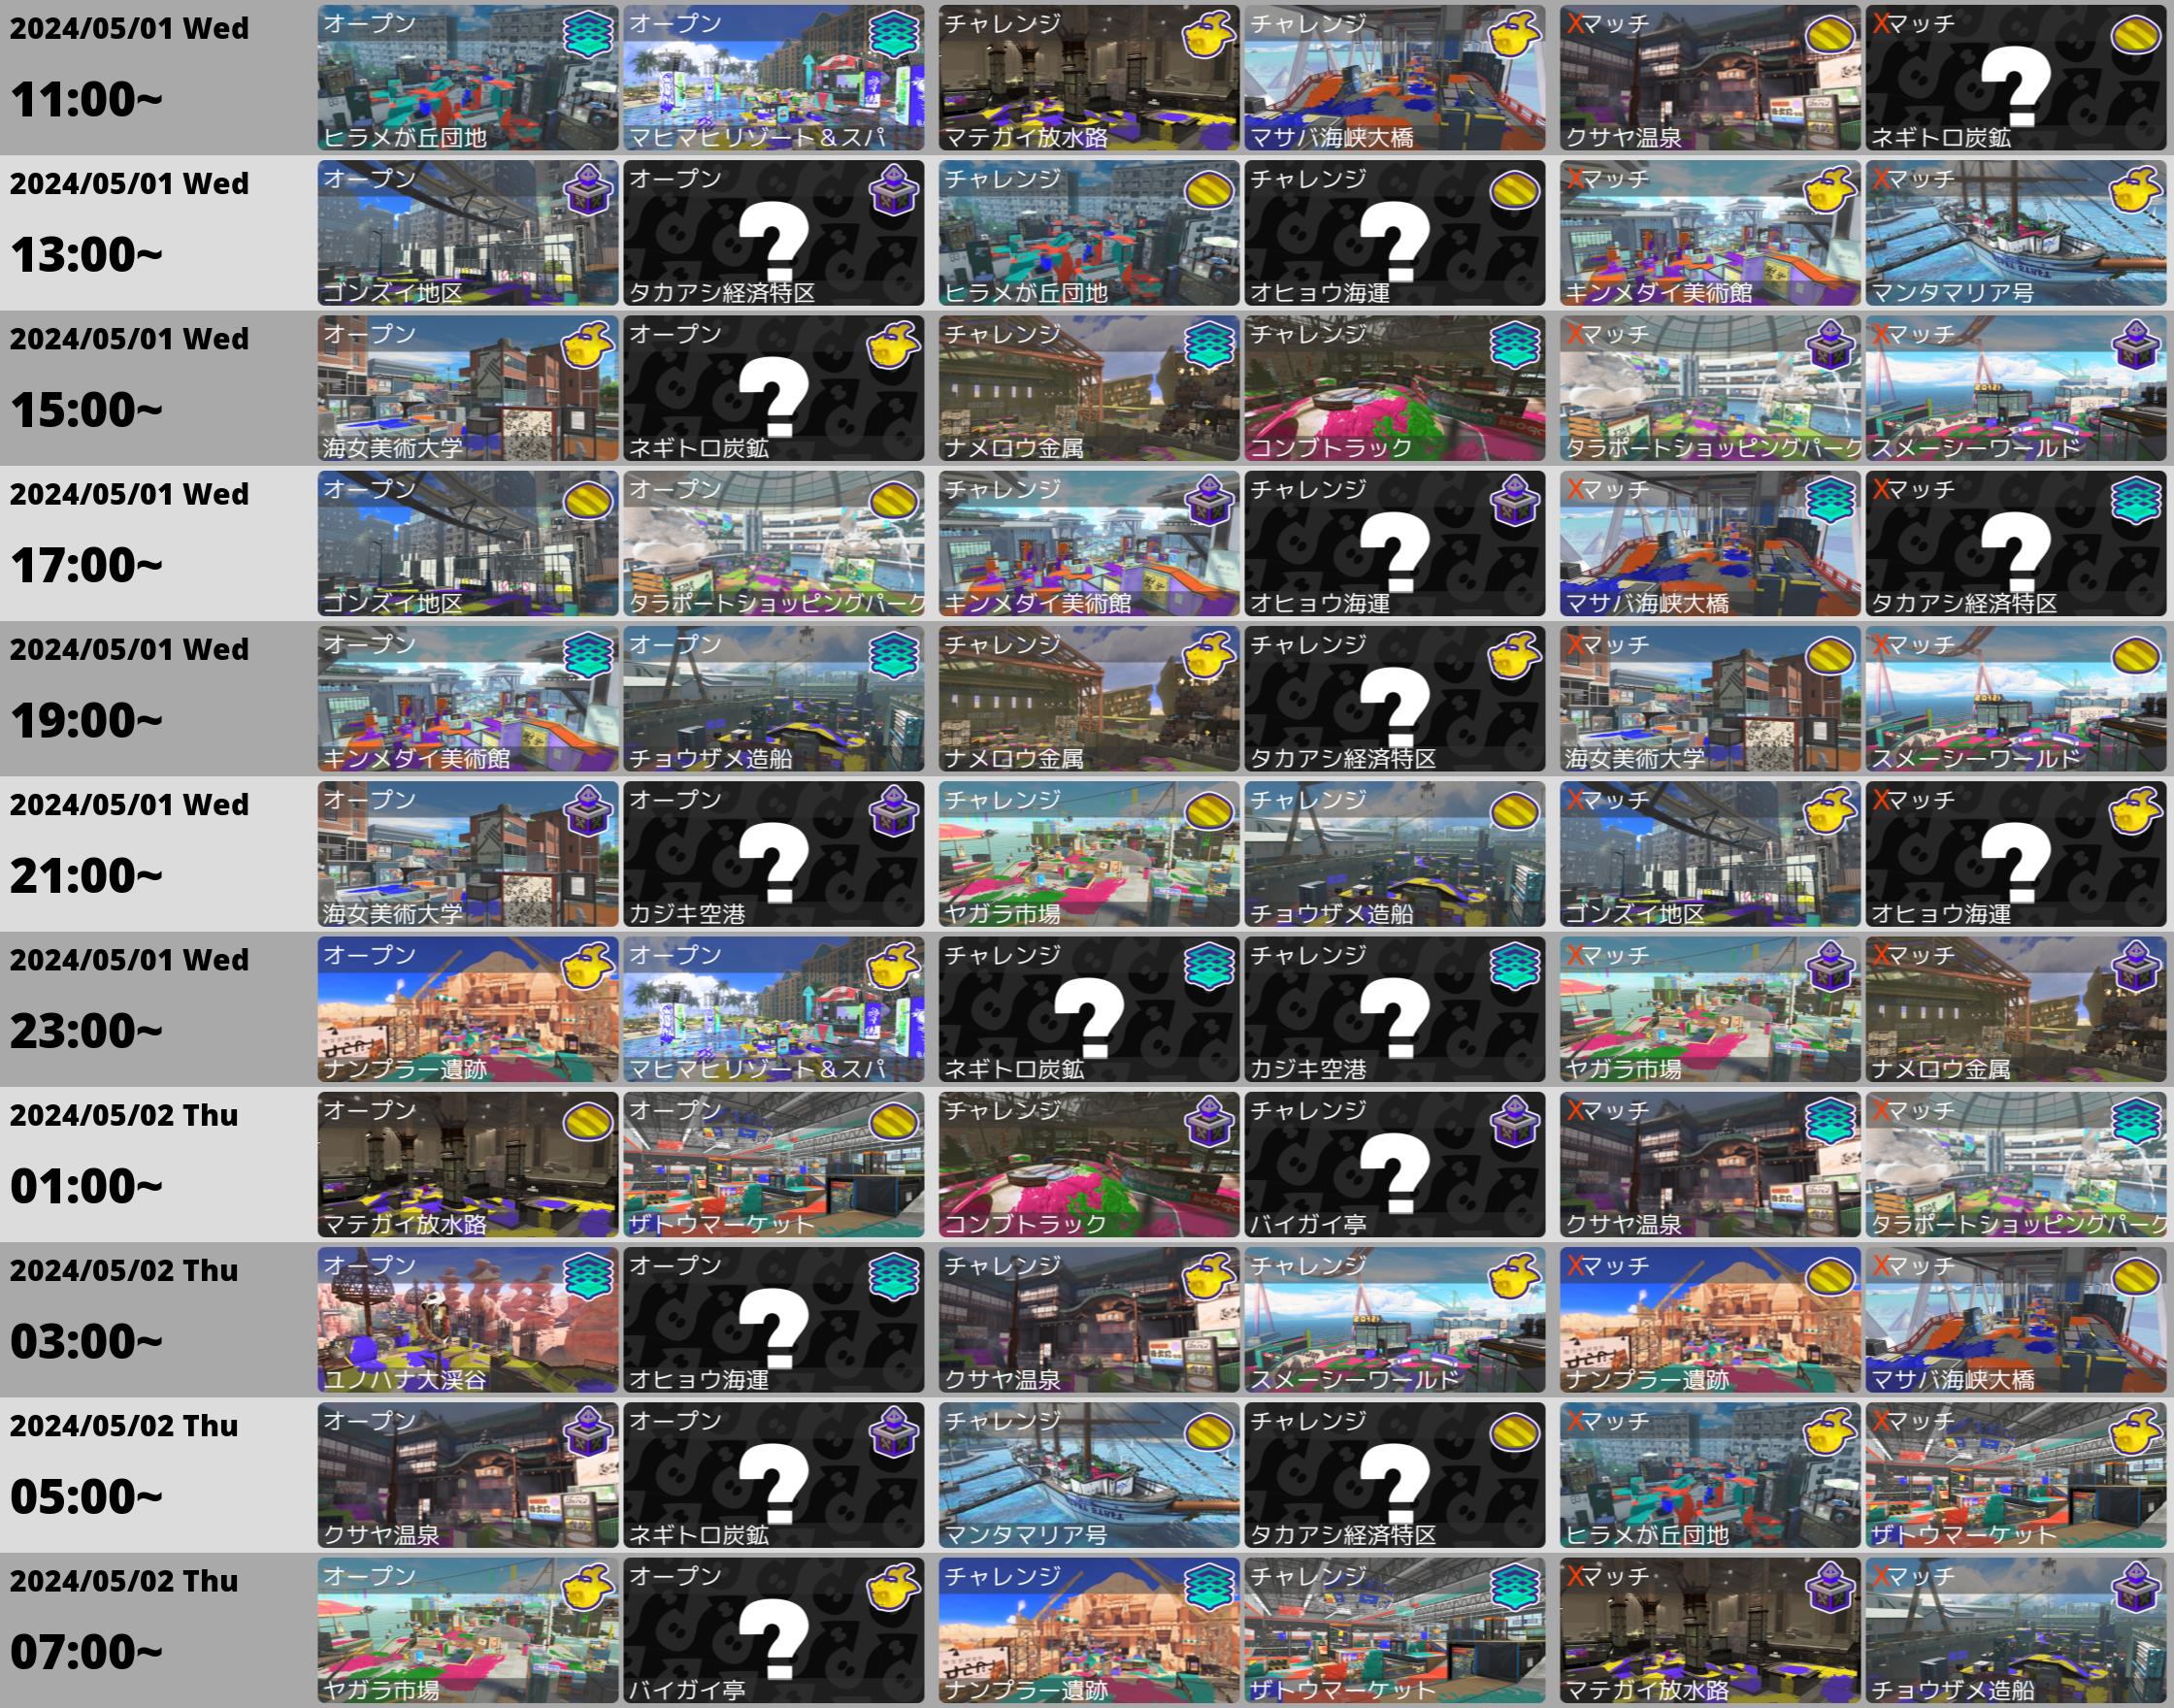 2024/05/01 Wed
11:00~
オープン
ヒラメが丘団地
オープン
マヒマヒリゾート＆スパ
チャレンジ
マテガイ放水路
チャレンジ
マサバ海峡大橋
Xマッチ
クサヤ温泉
Xマッチ
ネギトロ炭鉱
2024/05/01 Wed
13:00~
オープン
ゴンズイ地区
オープン
タカアシ経済特区
チャレンジ
ヒラメが丘団地
チャレンジ
オヒョウ海運
Xマッチ
キンメダイ美術館
Xマッチ
マンタマリア号
2024/05/01 Wed
15:00~
オープン
海女美術大学
オープン
ネギトロ炭鉱
チャレンジ
ナメロウ金属
チャレンジ
コンブトラック
Xマッチ
タラポートショッピングパーク
Xマッチ
スメーシーワールド
2024/05/01 Wed
17:00~
オープン
ゴンズイ地区
オープン
タラポートショッピングパーク
チャレンジ
キンメダイ美術館
チャレンジ
オヒョウ海運
Xマッチ
マサバ海峡大橋
Xマッチ
タカアシ経済特区
2024/05/01 Wed
19:00~
オープン
キンメダイ美術館
オープン
チョウザメ造船
チャレンジ
ナメロウ金属
チャレンジ
タカアシ経済特区
Xマッチ
海女美術大学
Xマッチ
スメーシーワールド
2024/05/01 Wed
21:00~
オープン
海女美術大学
オープン
カジキ空港
チャレンジ
ヤガラ市場
チャレンジ
チョウザメ造船
Xマッチ
ゴンズイ地区
Xマッチ
オヒョウ海運
2024/05/01 Wed
23:00~
オープン
ナンプラー遺跡
オープン
マヒマヒリゾート＆スパ
チャレンジ
ネギトロ炭鉱
チャレンジ
カジキ空港
Xマッチ
ヤガラ市場
Xマッチ
ナメロウ金属
2024/05/02 Thu
01:00~
オープン
マテガイ放水路
オープン
ザトウマーケット
チャレンジ
コンブトラック
チャレンジ
バイガイ亭
Xマッチ
クサヤ温泉
Xマッチ
タラポートショッピングパーク
2024/05/02 Thu
03:00~
オープン
ユノハナ大渓谷
オープン
オヒョウ海運
チャレンジ
クサヤ温泉
チャレンジ
スメーシーワールド
Xマッチ
ナンプラー遺跡
Xマッチ
マサバ海峡大橋
2024/05/02 Thu
05:00~
オープン
クサヤ温泉
オープン
ネギトロ炭鉱
チャレンジ
マンタマリア号
チャレンジ
タカアシ経済特区
Xマッチ
ヒラメが丘団地
Xマッチ
ザトウマーケット
2024/05/02 Thu
07:00~
オープン
ヤガラ市場
オープン
バイガイ亭
チャレンジ
ナンプラー遺跡
チャレンジ
ザトウマーケット
Xマッチ
マテガイ放水路
Xマッチ
チョウザメ造船